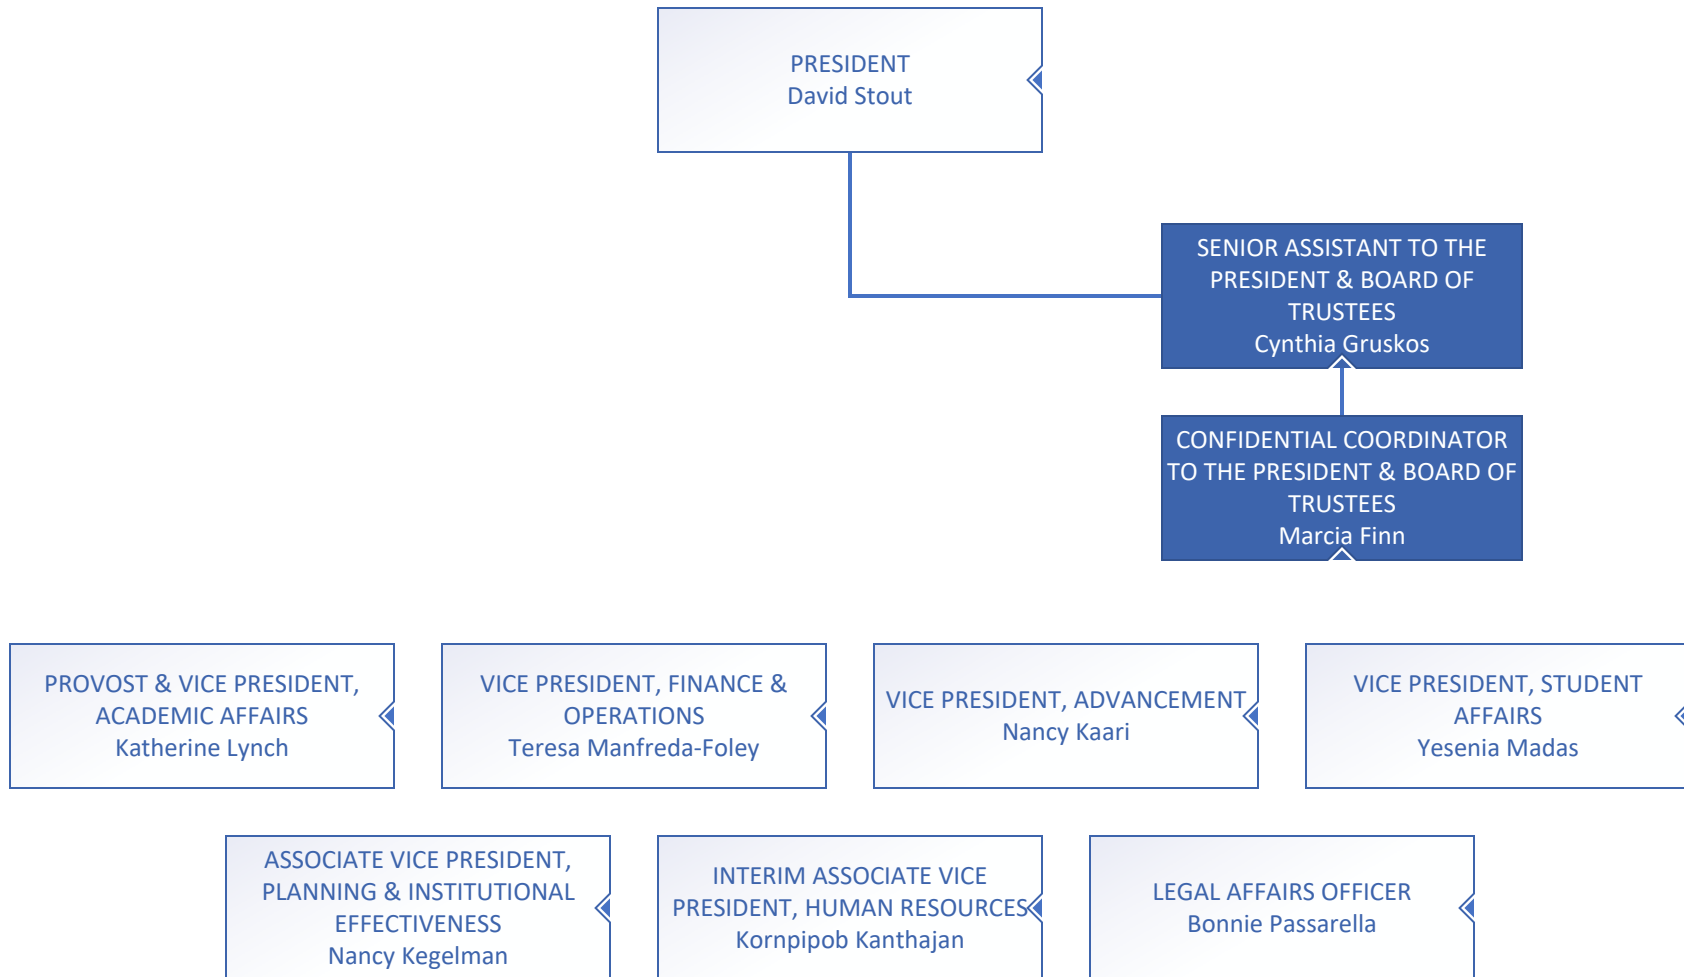 PRESIDENT
David Stout
SENIOR ASSISTANT TO THE
PRESIDENT & BOARD OF
TRUSTEES
Cynthia Gruskos
CONFIDENTIAL COORDINATOR
TO THE PRESIDENT & BOARD OF
TRUSTEES
Marcia Finn
PROVOST & VICE PRESIDENT,
ACADEMIC AFFAIRS
Katherine Lynch
VICE PRESIDENT, FINANCE &
OPERATIONS
Teresa Manfreda-Foley
VICE PRESIDENT, ADVANCEMENT
Nancy Kaari
VICE PRESIDENT, STUDENT
AFFAIRS
Yesenia Madas
ASSOCIATE VICE PRESIDENT,
PLANNING & INSTITUTIONAL
EFFECTIVENESS
Nancy Kegelman
INTERIM ASSOCIATE VICE
PRESIDENT, HUMAN RESOURCES
Kornpipob Kanthajan
LEGAL AFFAIRS OFFICER
Bonnie Passarella